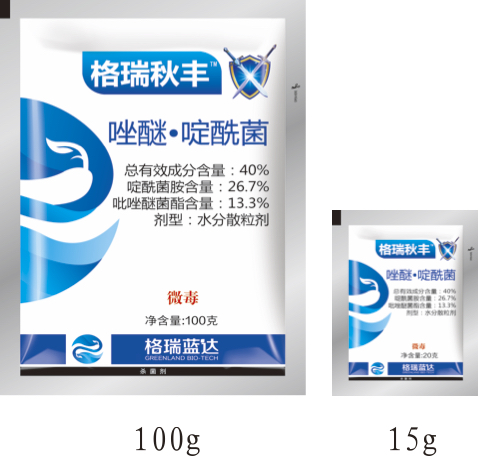 格瑞秋丰™
唑醚·啶酰菌
总有效成分含量：40%
啶酰菌胺含量：26.7%
吡唑醚菌酯含量：13.3%
剂型：水分散粒剂
微毒
净含量:100克
格瑞蓝达
GREENLAND BIO-TECH
杀菌剂
100g
格瑞秋丰
唑醚·啶酰菌
总有效成分含量：40%
啶酰菌胺含量：26.7%
吡唑醚菌酯含量：13.3%
剂型：水分散粒剂
微毒
净含量:20克
格瑞蓝达
杀菌剂
15g